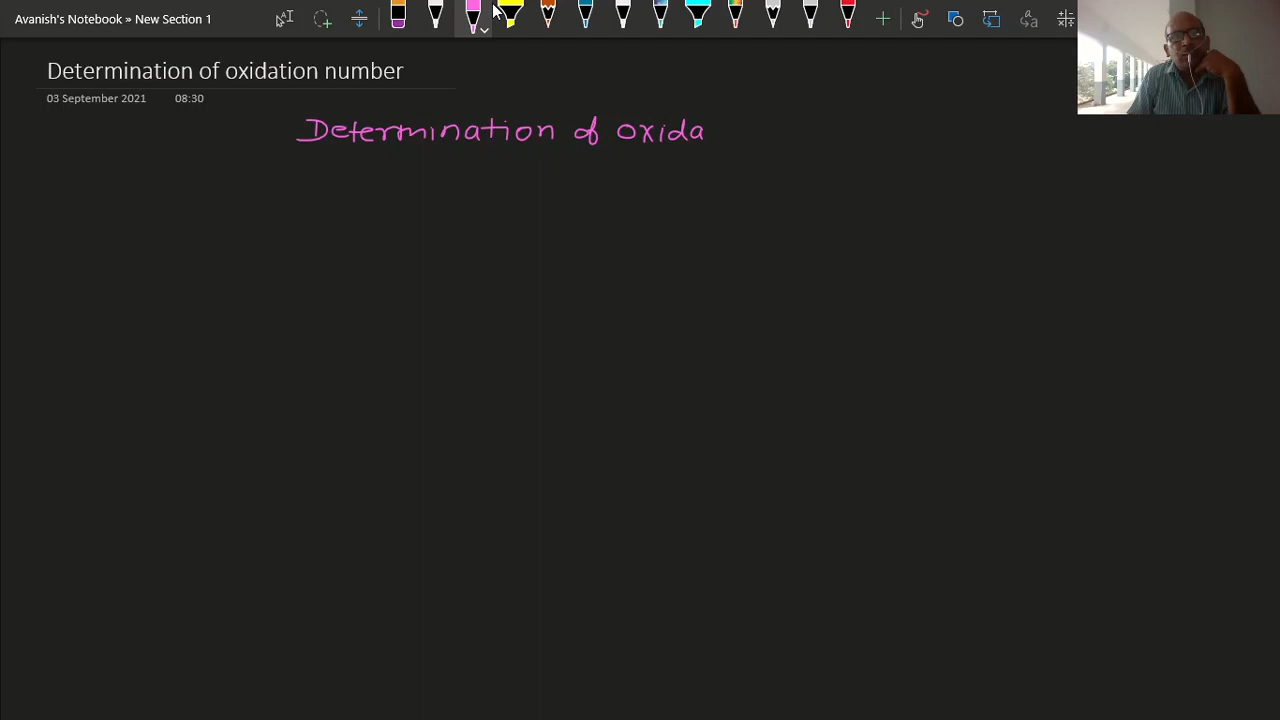 Avanish's Notebook » New Section 1
Determination of oxidation number
03 September 2021 08:30
Determination of oxida